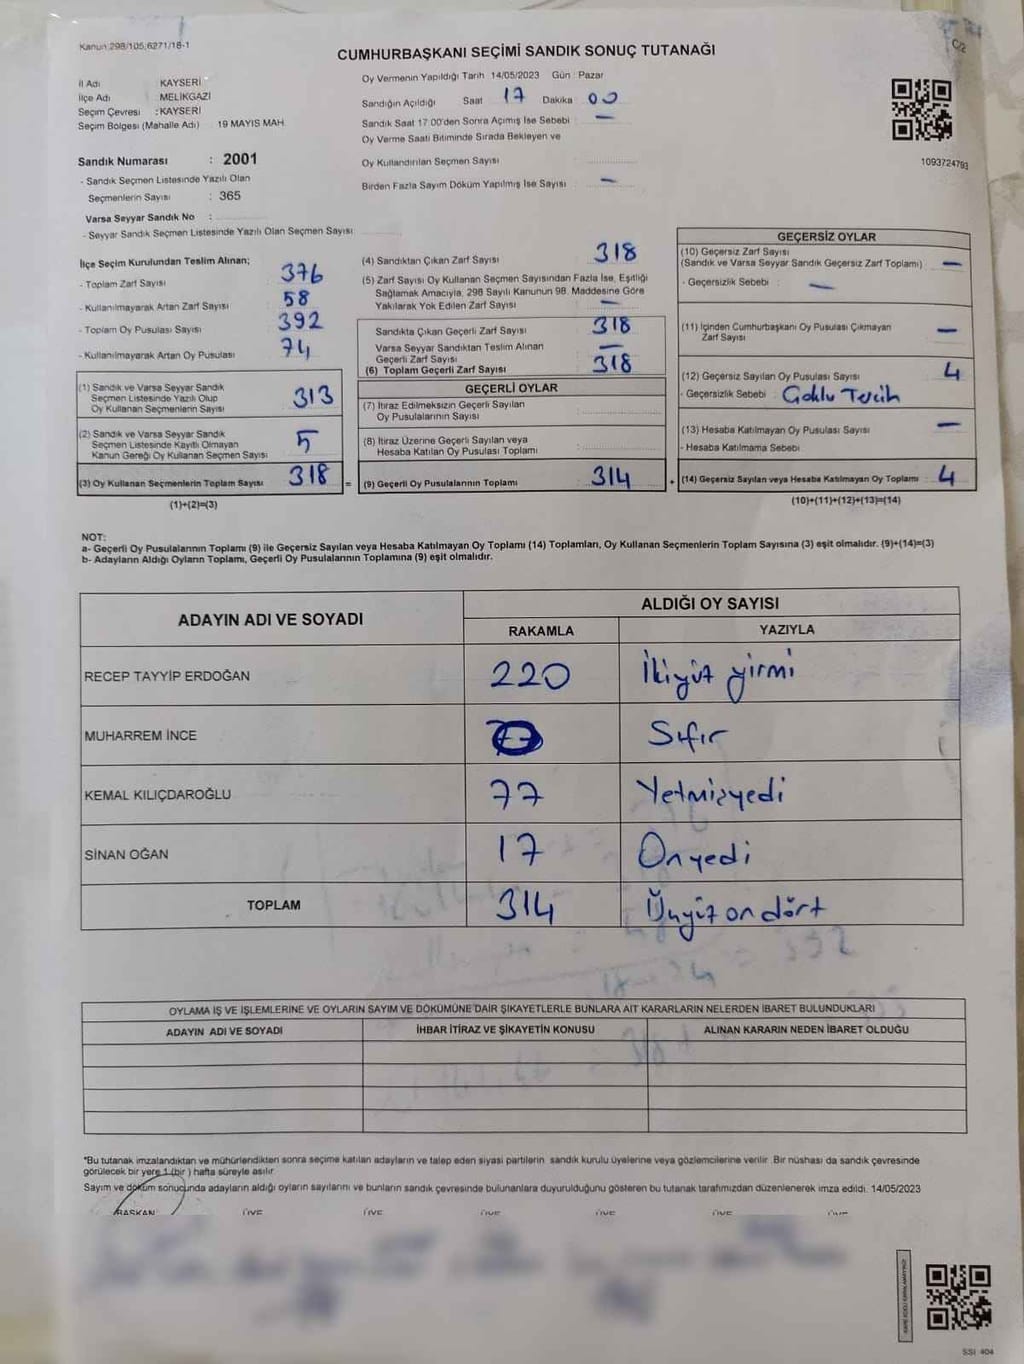 Kanun:298/105,6271/18-1
C/2
CUMHURBAŞKANI SEÇİMİ SANDIK SONUÇ TUTANAĞI
İl Adı : KAYSERİ
İlçe Adı : MELİKGAZİ
Seçim Çevresi : KAYSERİ
Seçim Bölgesi (Mahalle Adı) : 19 MAYIS MAH.
Oy Vermenin Yapıldığı Tarih 14/05/2023 Gün : Pazar
Sandığın Açıldığı Saat 17 Dakika 00
Sandık Saat 17:00'den Sonra Açımış İse Sebebi : —
Oy Verme Saati Bitiminde Sırada Bekleyen ve
Oy Kullandırılan Seçmen Sayısı
Birden Fazla Sayım Döküm Yapılmış İse Sayısı : —
1093724793
Sandık Numarası : 2001
- Sandık Seçmen Listesinde Yazılı Olan
Seçmenlerin Sayısı : 365
Varsa Seyyar Sandık No :
- Seyyar Sandık Seçmen Listesinde Yazılı Olan Seçmen Sayısı:
İlçe Seçim Kurulundan Teslim Alınan;
- Toplam Zarf Sayısı 376
- Kullanılmayarak Artan Zarf Sayısı 58
- Toplam Oy Pusulası Sayısı 392
- Kullanılmayarak Artan Oy Pusulası 74
(1) Sandık ve Varsa Seyyar Sandık
Seçmen Listesinde Yazılı Olup
Oy Kullanan Seçmenlerin Sayısı 313
(2) Sandık ve Varsa Seyyar Sandık
Seçmen Listesinde Kayıtlı Olmayan
Kanun Gereği Oy Kullanan Seçmen Sayısı 5
(3) Oy Kullanan Seçmenlerin Toplam Sayısı 318 =
(1)+(2)=(3)
(4) Sandıktan Çıkan Zarf Sayısı 318
(5) Zarf Sayısı Oy Kullanan Seçmen Sayısından Fazla İse, Eşitliği
Sağlamak Amacıyla, 298 Sayılı Kanunun 98. Maddesine Göre
Yakılarak Yok Edilen Zarf Sayısı —
Sandıkta Çıkan Geçerli Zarf Sayısı 318
Varsa Seyyar Sandıktan Teslim Alınan
Geçerli Zarf Sayısı —
(6) Toplam Geçerli Zarf Sayısı 318
GEÇERLİ OYLAR
(7) İtiraz Edilmeksizin Geçerli Sayılan
Oy Pusulalarının Sayısı
(8) İtiraz Üzerine Geçerli Sayılan veya
Hesaba Katılan Oy Pusulası Toplamı
(9) Geçerli Oy Pusulalarının Toplamı 314 +
GEÇERSİZ OYLAR
(10) Geçersiz Zarf Sayısı
(Sandık ve Varsa Seyyar Sandık Geçersiz Zarf Toplamı) —
- Geçersizlik Sebebi : —
(11) İçinden Cumhurbaşkanı Oy Pusulası Çıkmayan
Zarf Sayısı —
(12) Geçersiz Sayılan Oy Pusulası Sayısı 4
- Geçersizlik Sebebi : Çoklu Tercih
(13) Hesaba Katılmayan Oy Pusulası Sayısı —
- Hesaba Katılmama Sebebi
(14) Geçersiz Sayılan veya Hesaba Katılmayan Oy Toplamı 4
(10)+(11)+(12)+(13)=(14)
NOT:
a- Geçerli Oy Pusulalarının Toplamı (9) ile Geçersiz Sayılan veya Hesaba Katılmayan Oy Toplamı (14) Toplamları, Oy Kullanan Seçmenlerin Toplam Sayısına (3) eşit olmalıdır. (9)+(14)=(3)
b- Adayların Aldığı Oyların Toplamı, Geçerli Oy Pusulalarının Toplamına (9) eşit olmalıdır.
ADAYIN ADI VE SOYADI
ALDIĞI OY SAYISI
RAKAMLA YAZIYLA
RECEP TAYYİP ERDOĞAN 220 İkiyüz yirmi
MUHARREM İNCE 0 Sıfır
KEMAL KILIÇDAROĞLU 77 Yetmişyedi
SİNAN OĞAN 17 Onyedi
TOPLAM 314 Üçyüz on dört
OYLAMA İŞ VE İŞLEMLERİNE VE OYLARIN SAYIM VE DÖKÜMÜNE DAİR ŞİKAYETLERLE BUNLARA AİT KARARLARIN NELERDEN İBARET BULUNDUKLARI
ADAYIN ADI VE SOYADI İHBAR İTİRAZ VE ŞİKAYETİN KONUSU ALINAN KARARIN NEDEN İBARET OLDUĞU
*Bu tutanak imzalandıktan ve mühürlendikten sonra seçime katılan adayların ve talep eden siyasi partilerin sandık kurulu üyelerine veya gözlemcilerine verilir. Bir nüshası da sandık çevresinde
görülecek bir yere 1 (bir ) hafta süreyle asılır.
Sayım ve döküm sonucunda adayların aldığı oyların sayılarını ve bunların sandık çevresinde bulunanlara duyurulduğunu gösteren bu tutanak tarafımızdan düzenlenerek imza edildi. 14/05/2023
BAŞKAN ÜYE ÜYE ÜYE ÜYE ÜYE ÜYE
SSI 404